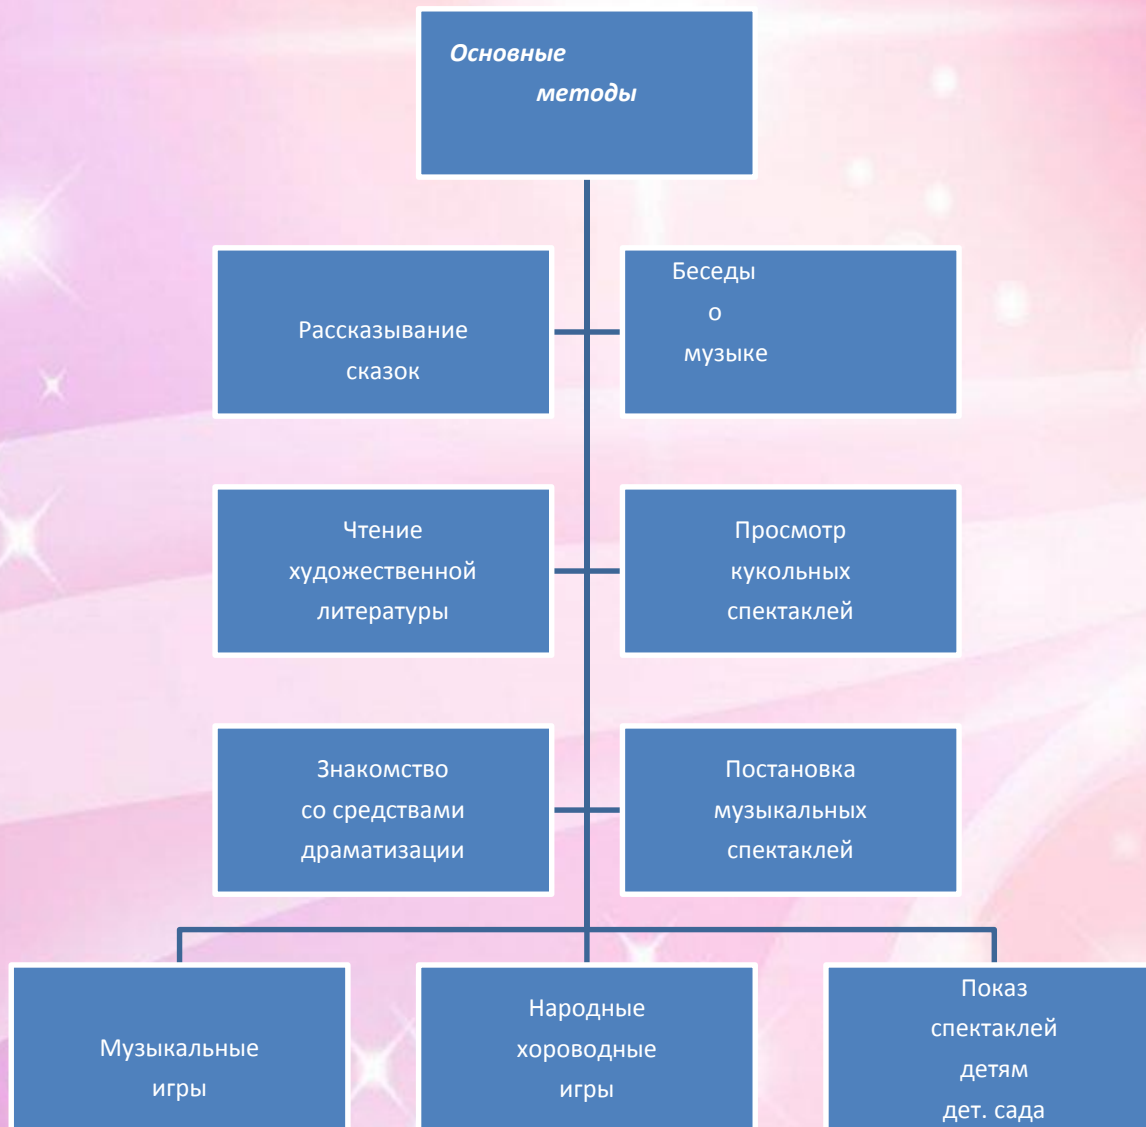 Основные
методы
Рассказывание
сказок
Беседы
о
музыке
Чтение
художественной
литературы
Просмотр
кукольных
спектаклей
Знакомство
со средствами
драматизации
Постановка
музыкальных
спектаклей
Музыкальные
игры
Народные
хороводные
игры
Показ
спектаклей
детям
дет. сада